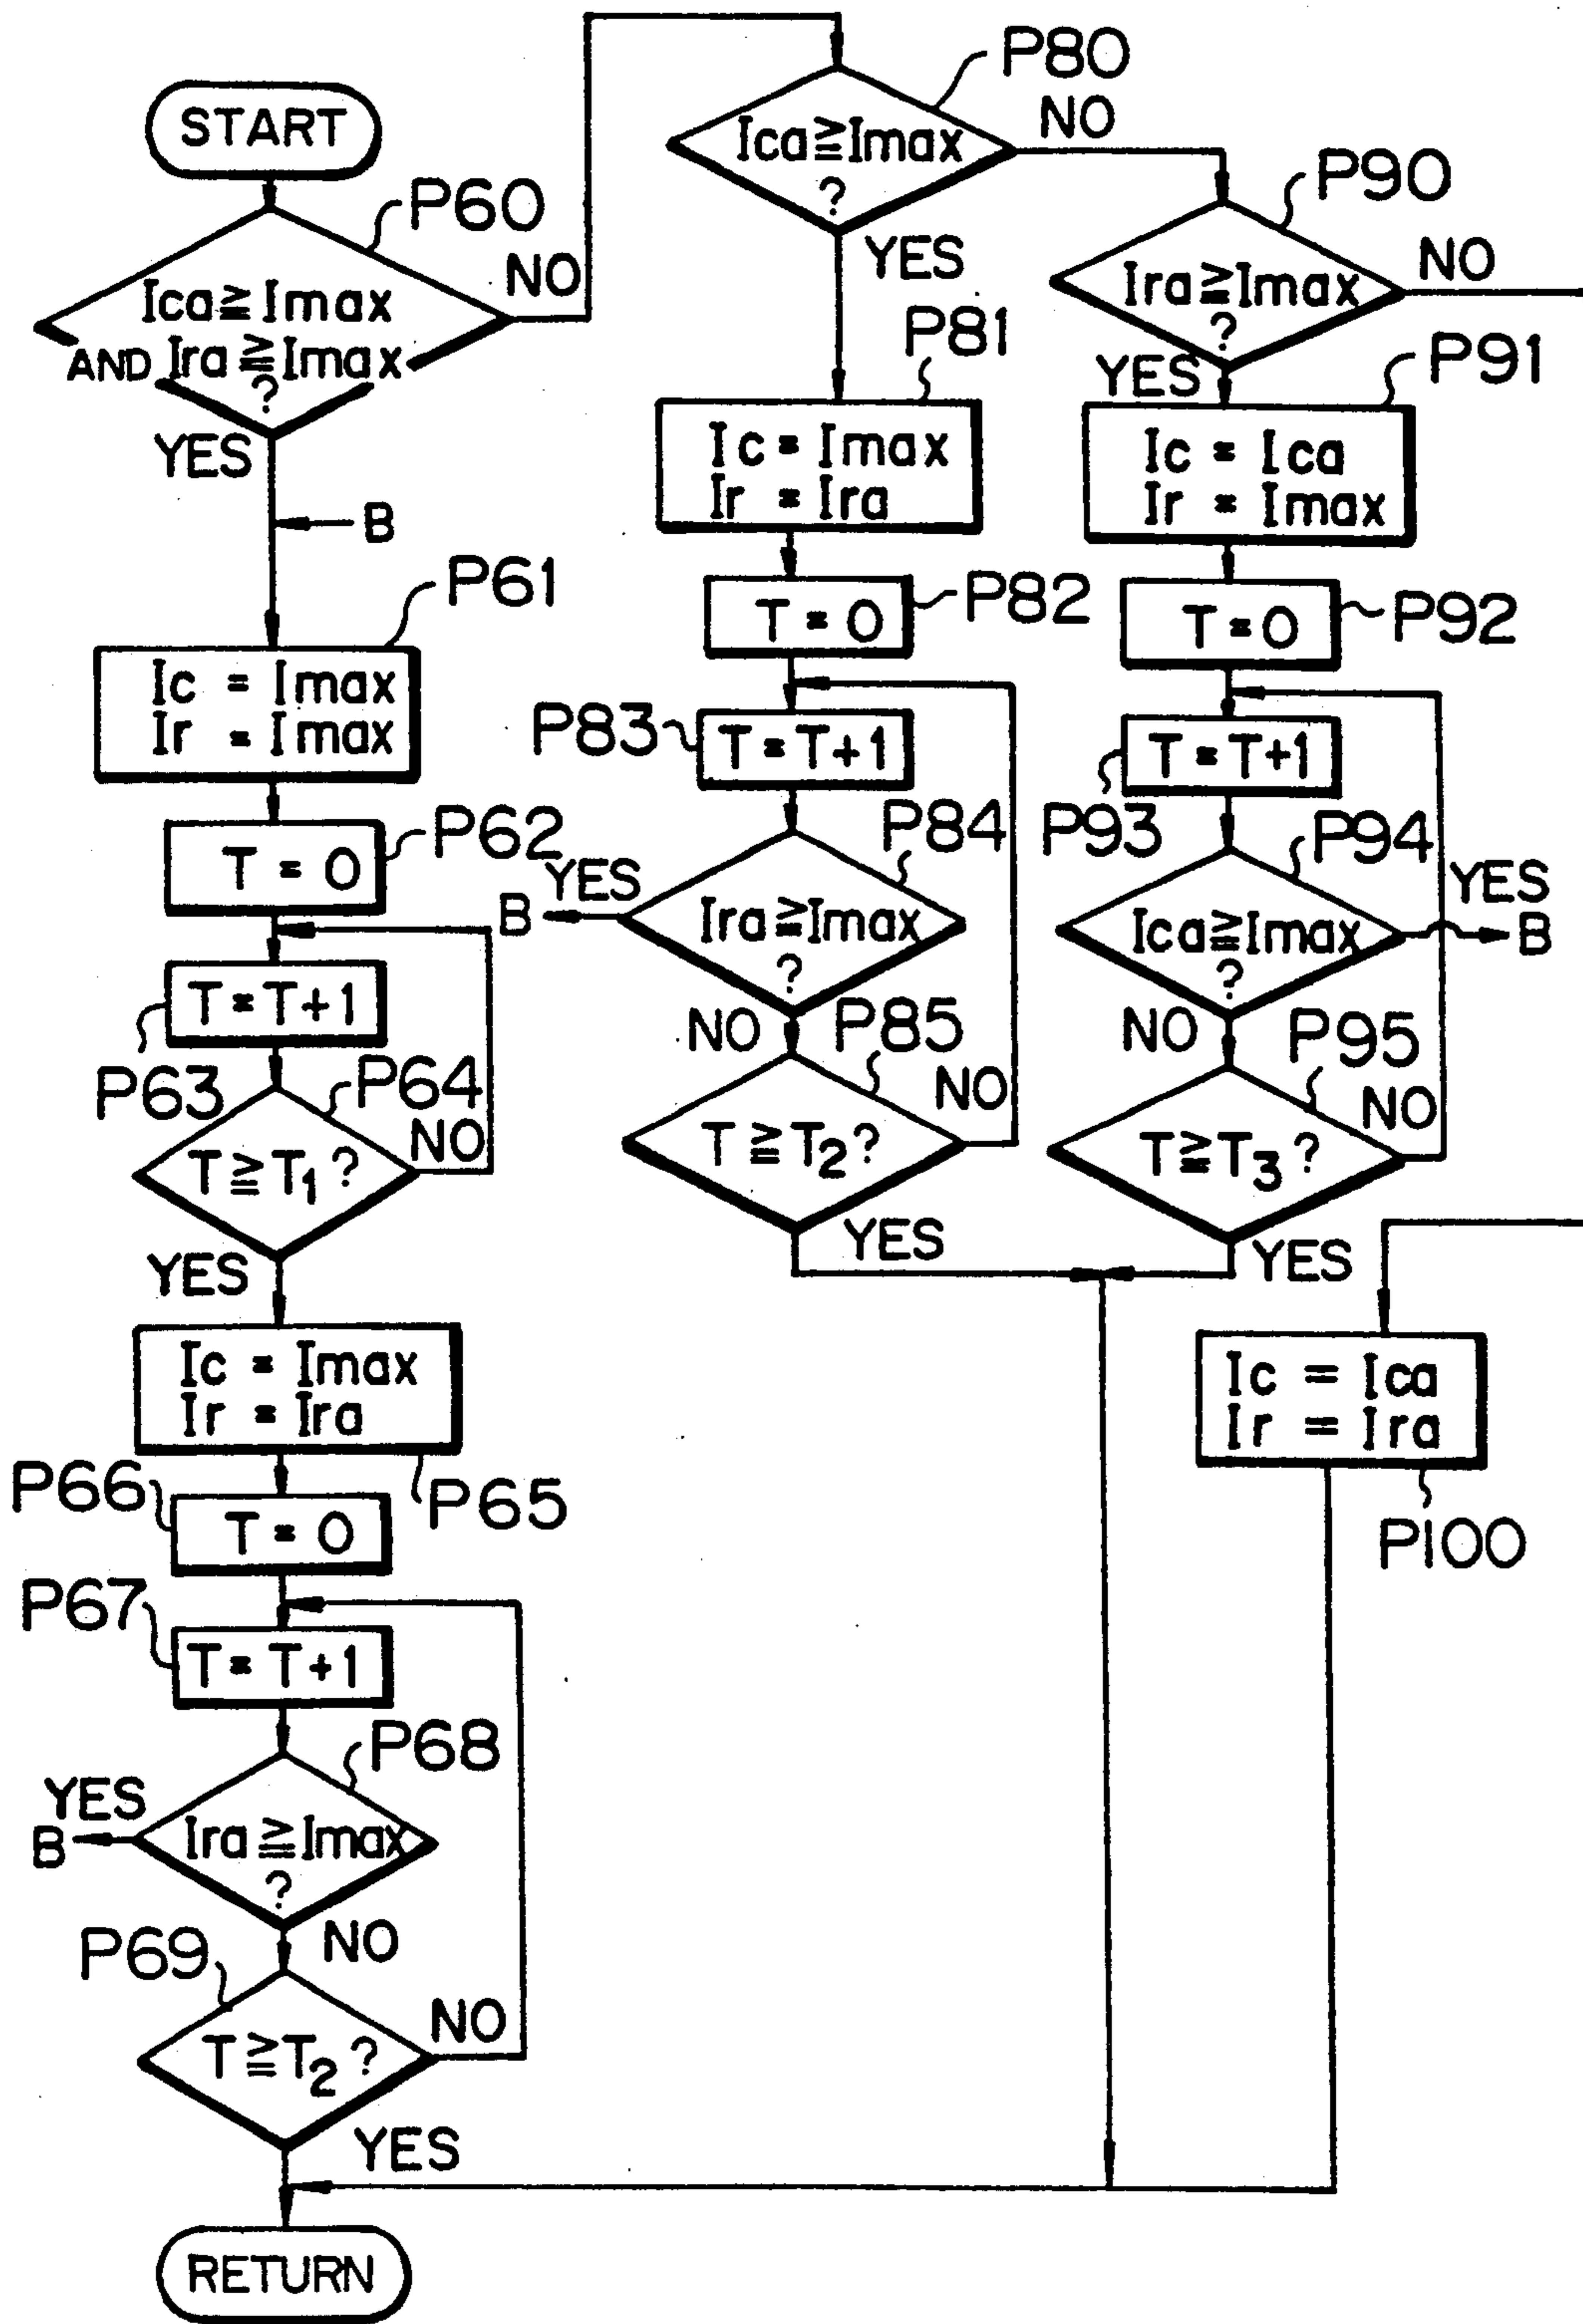 START
P60
Ica≧Imax
AND Ira≧Imax
?
NO
YES
B
P61
Ic = Imax
Ir = Imax
P62
T = 0
T = T+1
P63
P64
T≧T1?
NO
YES
Ic = Imax
Ir = Ira
P65
P66
T = 0
P67
T = T+1
P68
YES
B
Ira≧Imax
?
NO
P69
T≧T2?
NO
YES
RETURN
P80
Ica≧Imax
?
NO
YES
P81
Ic = Imax
Ir = Ira
P82
T = 0
P83
T = T+1
P84
YES
B
Ira≧Imax
?
NO
P85
T≧T2?
NO
YES
P90
Ira≧Imax
?
NO
YES
P91
Ic = Ica
Ir = Imax
P92
T = 0
T = T+1
P93
P94
YES
Ica≧Imax
B
?
NO
P95
T≧T3?
NO
YES
Ic = Ica
Ir = Ira
P100